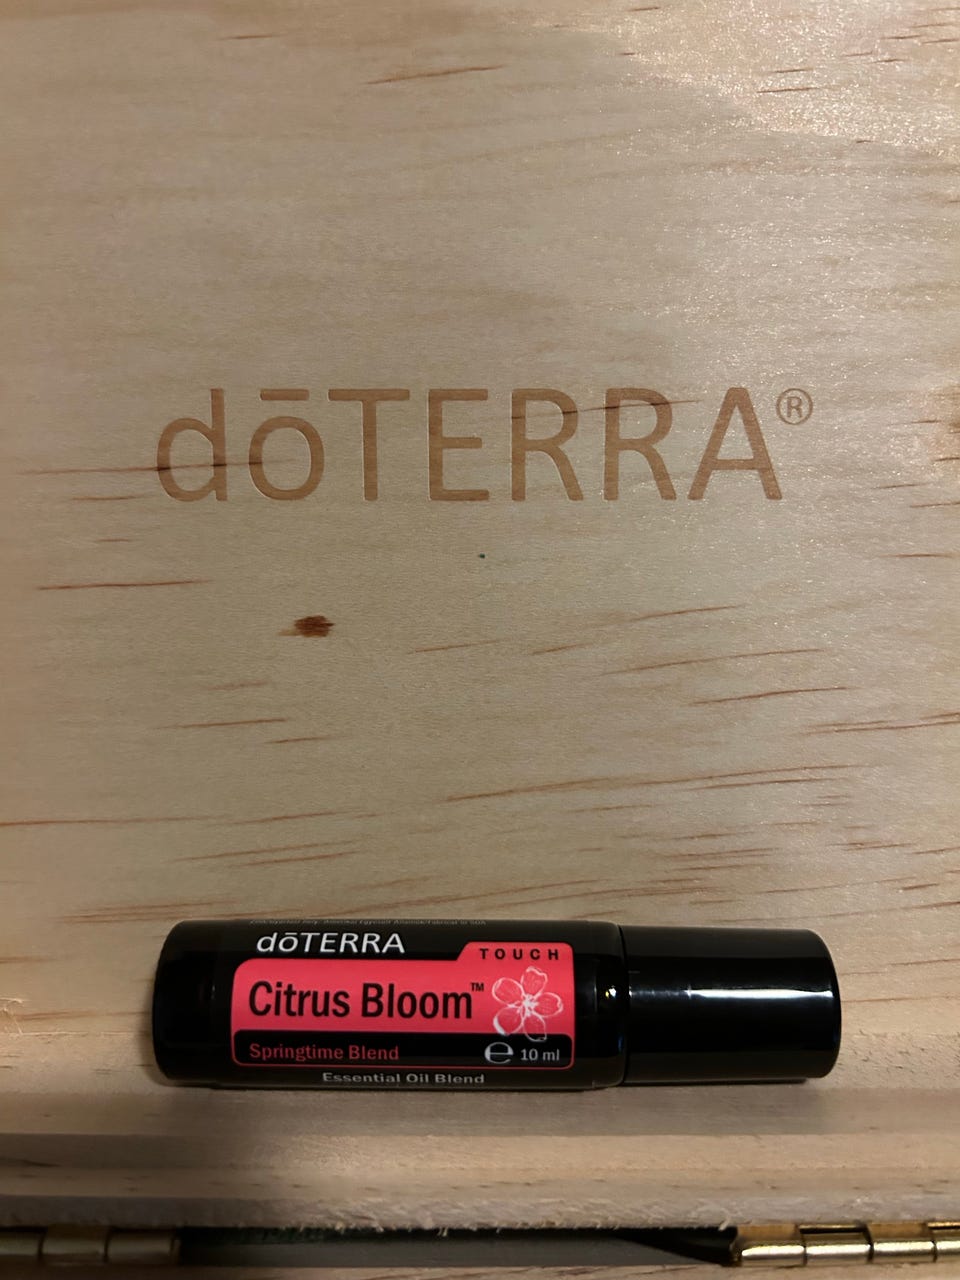 dōTERRA®
dōTERRA
TOUCH
Citrus Bloom™
Springtime Blend
℮ 10 ml
Essential Oil Blend